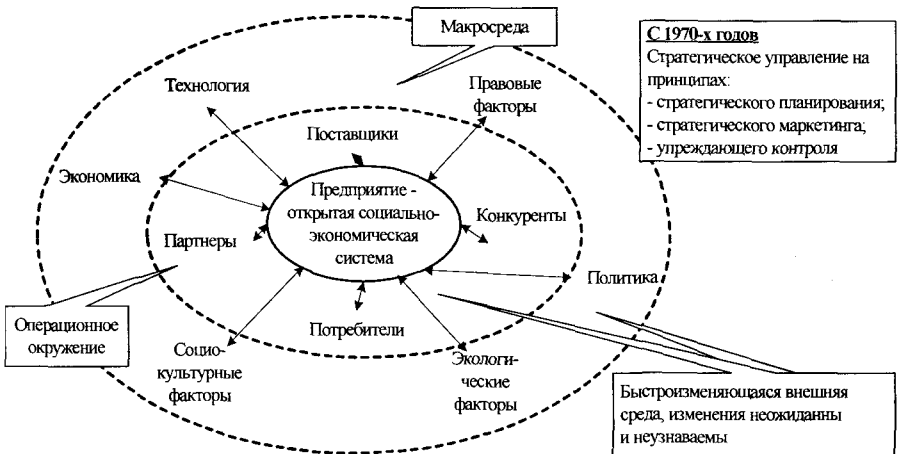 Макросреда
С 1970-х годов
Стратегическое управление на
принципах:
- стратегического планирования;
- стратегического маркетинга;
- упреждающего контроля
Технология
Правовые
факторы
Поставщики
Экономика
Предприятие -
открытая социально-
экономическая
система
Конкуренты
Партнеры
Политика
Операционное
окружение
Потребители
Социо-
культурные
факторы
Экологи-
ческие
факторы
Быстроизменяющаяся внешняя
среда, изменения неожиданны
и неузнаваемы